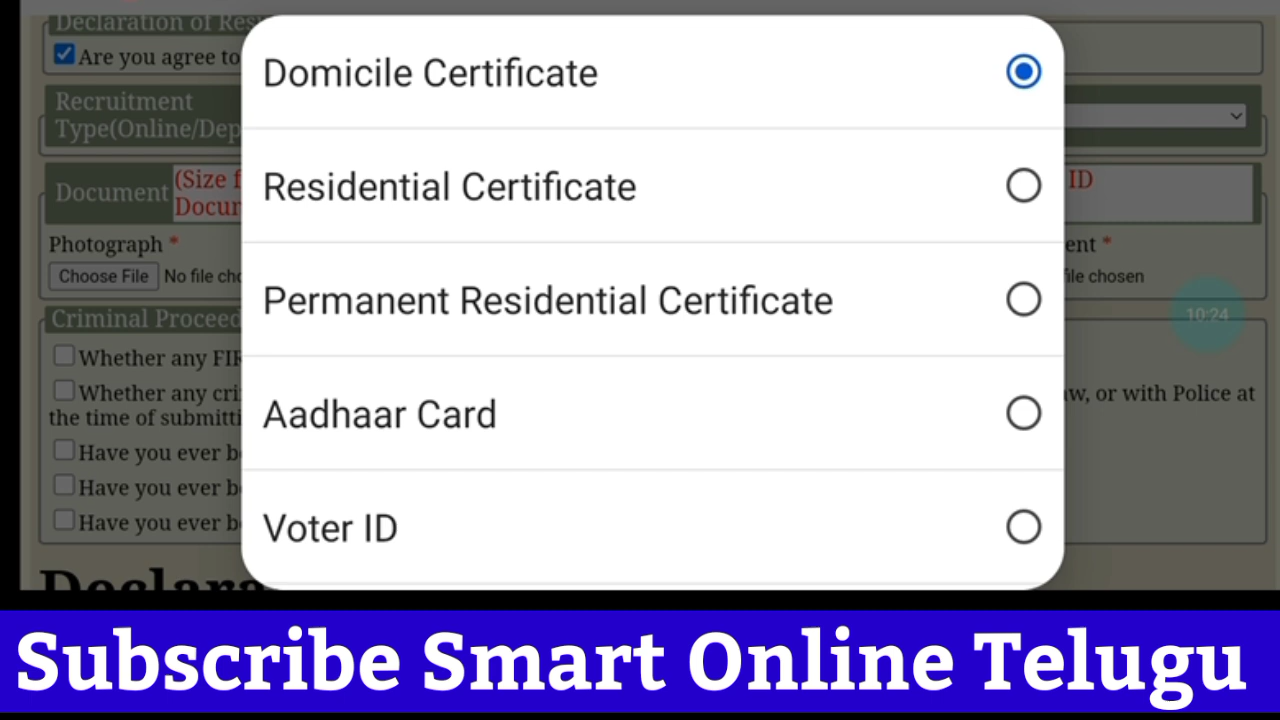 Declaration of Res
Are you agree to
Recruitment
Type(Online/Dep
Document
(Size f
Docum
ID
Photograph *
ent *
Choose File No file cho
file chosen
Criminal Proceed
10:24
Whether any FIR
Whether any cri
aw, or with Police at
the time of submitti
Have you ever b
Have you ever b
Have you ever b
Declara
Domicile Certificate
Residential Certificate
Permanent Residential Certificate
Aadhaar Card
Voter ID
Subscribe Smart Online Telugu